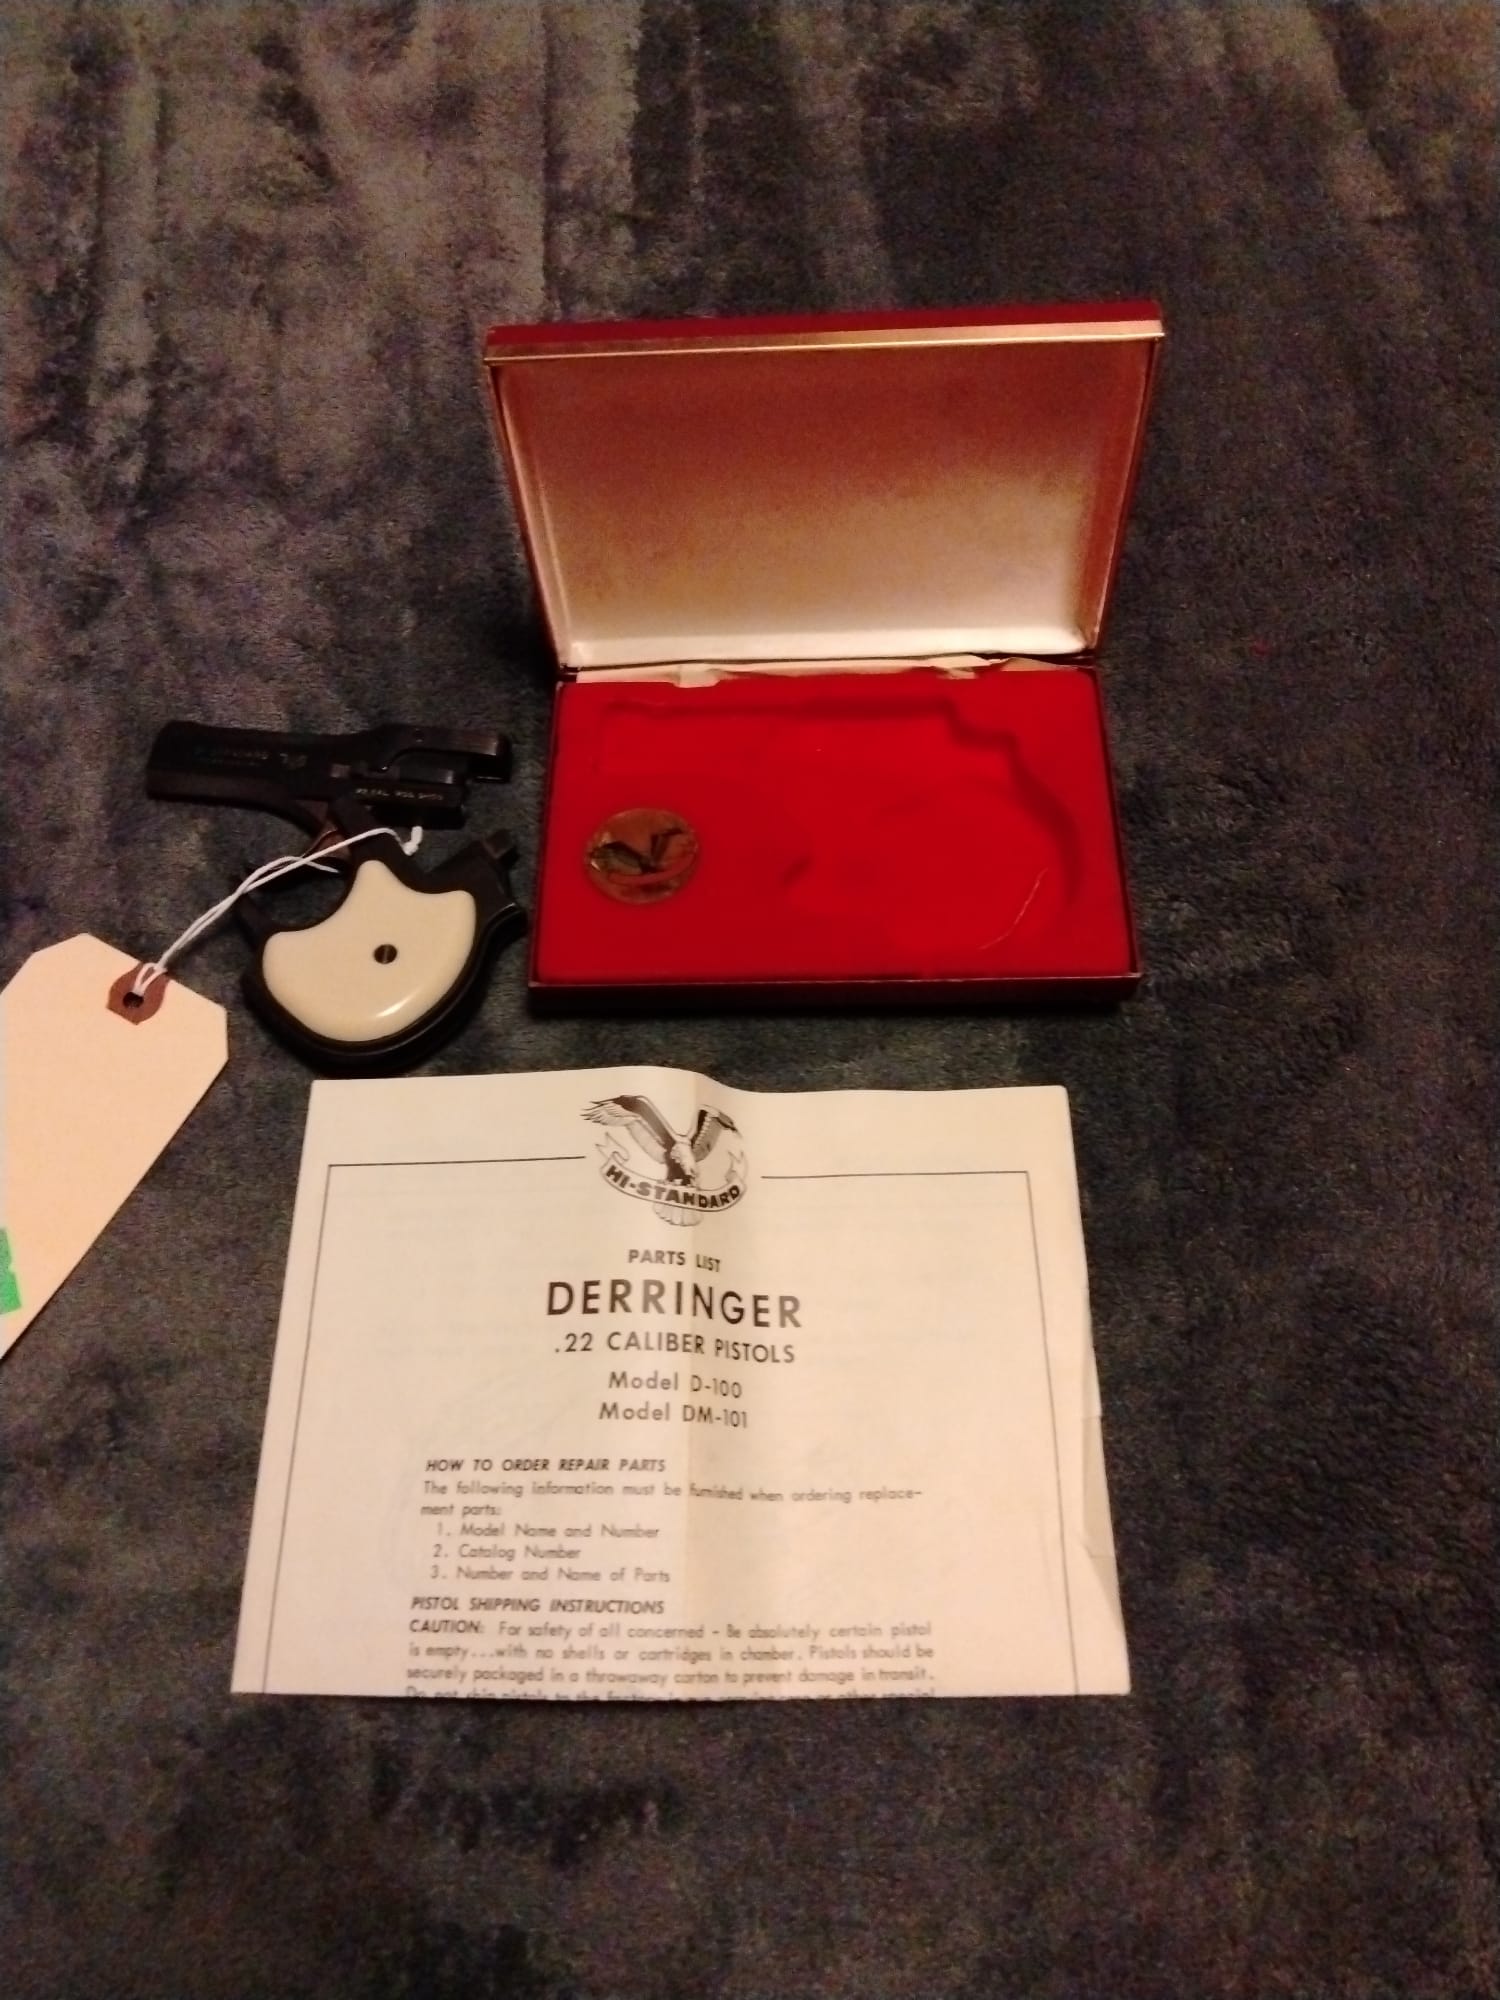 HI-STANDARD
PARTS LIST
DERRINGER
.22 CALIBER PISTOLS
Model D-100
Model DM-101
HOW TO ORDER REPAIR PARTS
The following information must be furnished when ordering replace-
ment parts:
1. Model Name and Number
2. Catalog Number
3. Number and Name of Parts
PISTOL SHIPPING INSTRUCTIONS
CAUTION: For safety of all concerned - Be absolutely certain pistol
is empty...with no shells or cartridges in chamber. Pistols should be
securely packaged in a throwaway carton to prevent damage in transit.